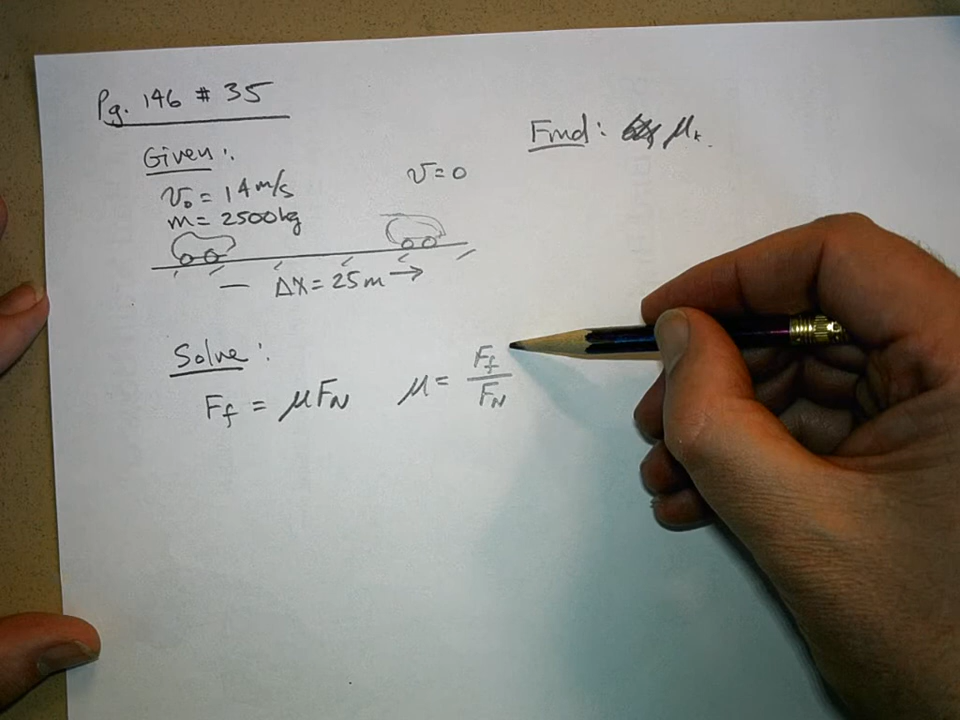 Pg. 146 # 35
Given:
Find: μk.
v₀ = 14 m/s
v = 0
m = 2500 kg
— Δx = 25 m →
Solve:
Ff = μFN
μ = Ff / FN